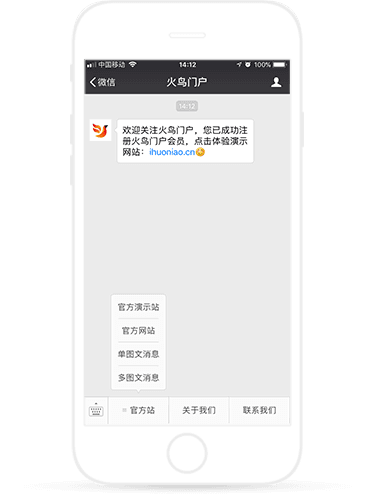 中国移动 14:12 100%
微信 火鸟门户
14:12
欢迎关注火鸟门户，您已成功注
册火鸟门户会员，点击体验演示
网站：ihuoniao.cn
官方演示站
官方网站
单图文消息
多图文消息
官方站 关于我们 联系我们